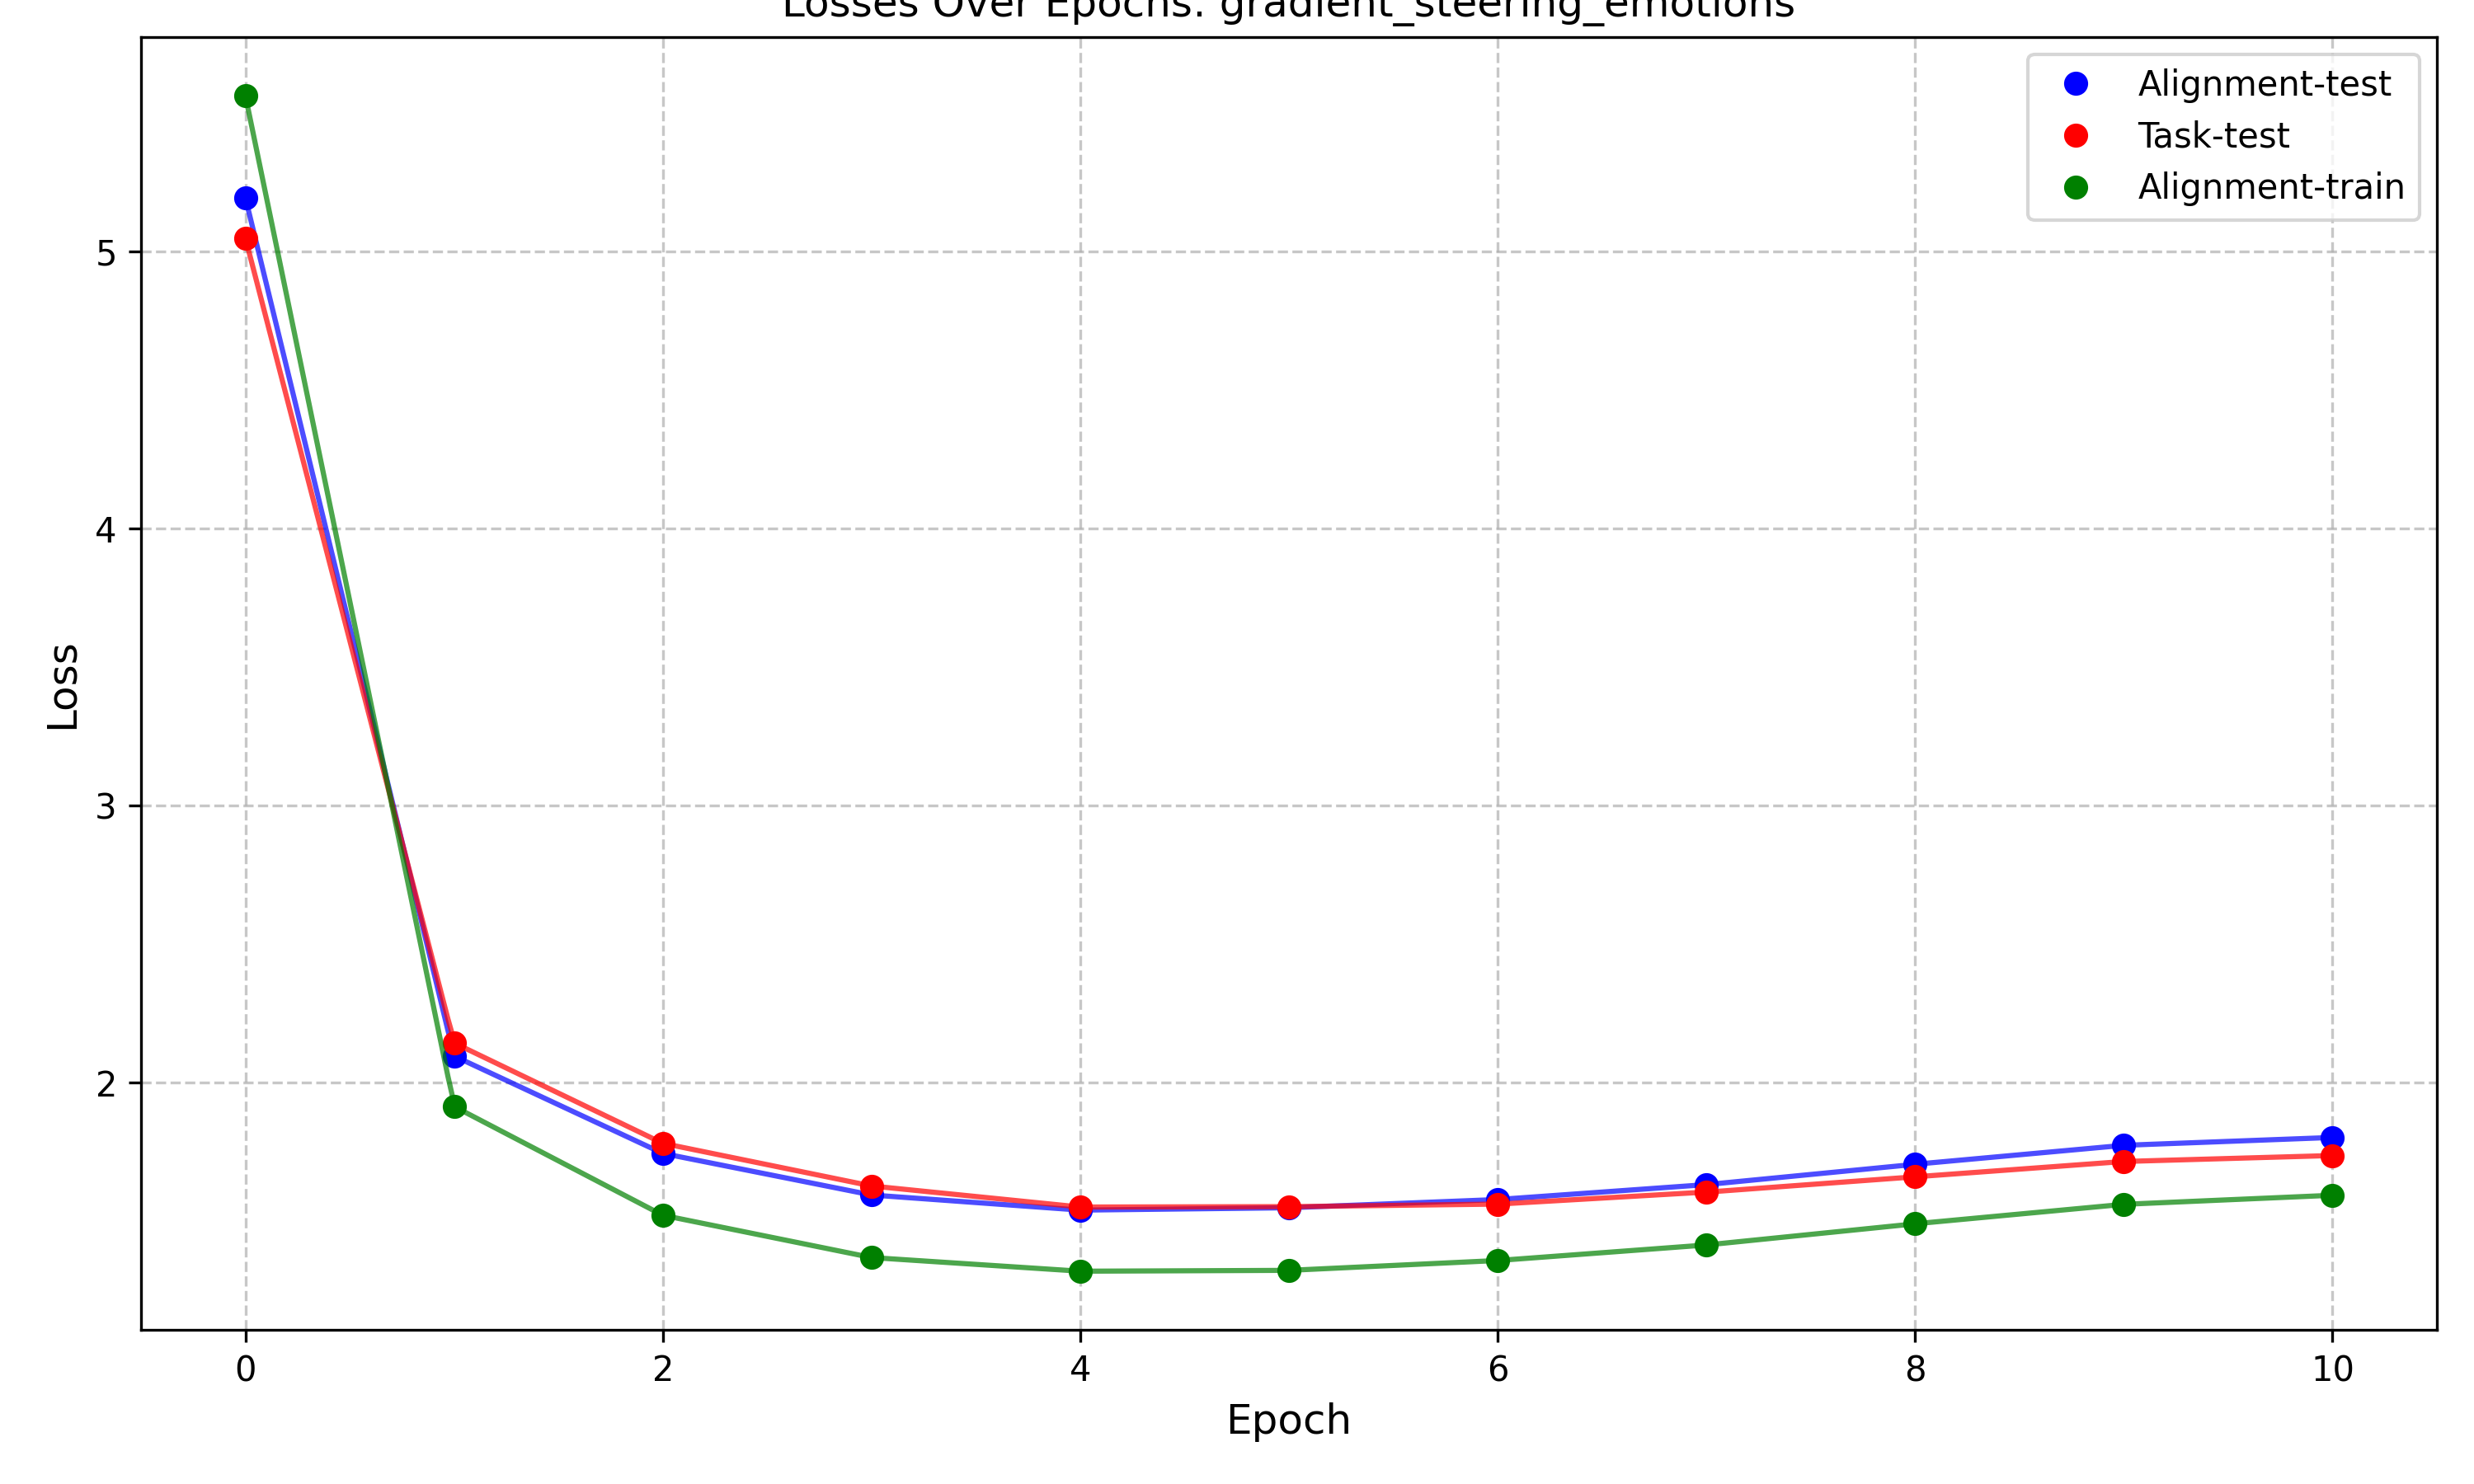 Losses Over Epochs: gradient_steering_emotions
Alignment-test
Task-test
Alignment-train
5
4
3
2
Loss
0 2 4 6 8 10
Epoch